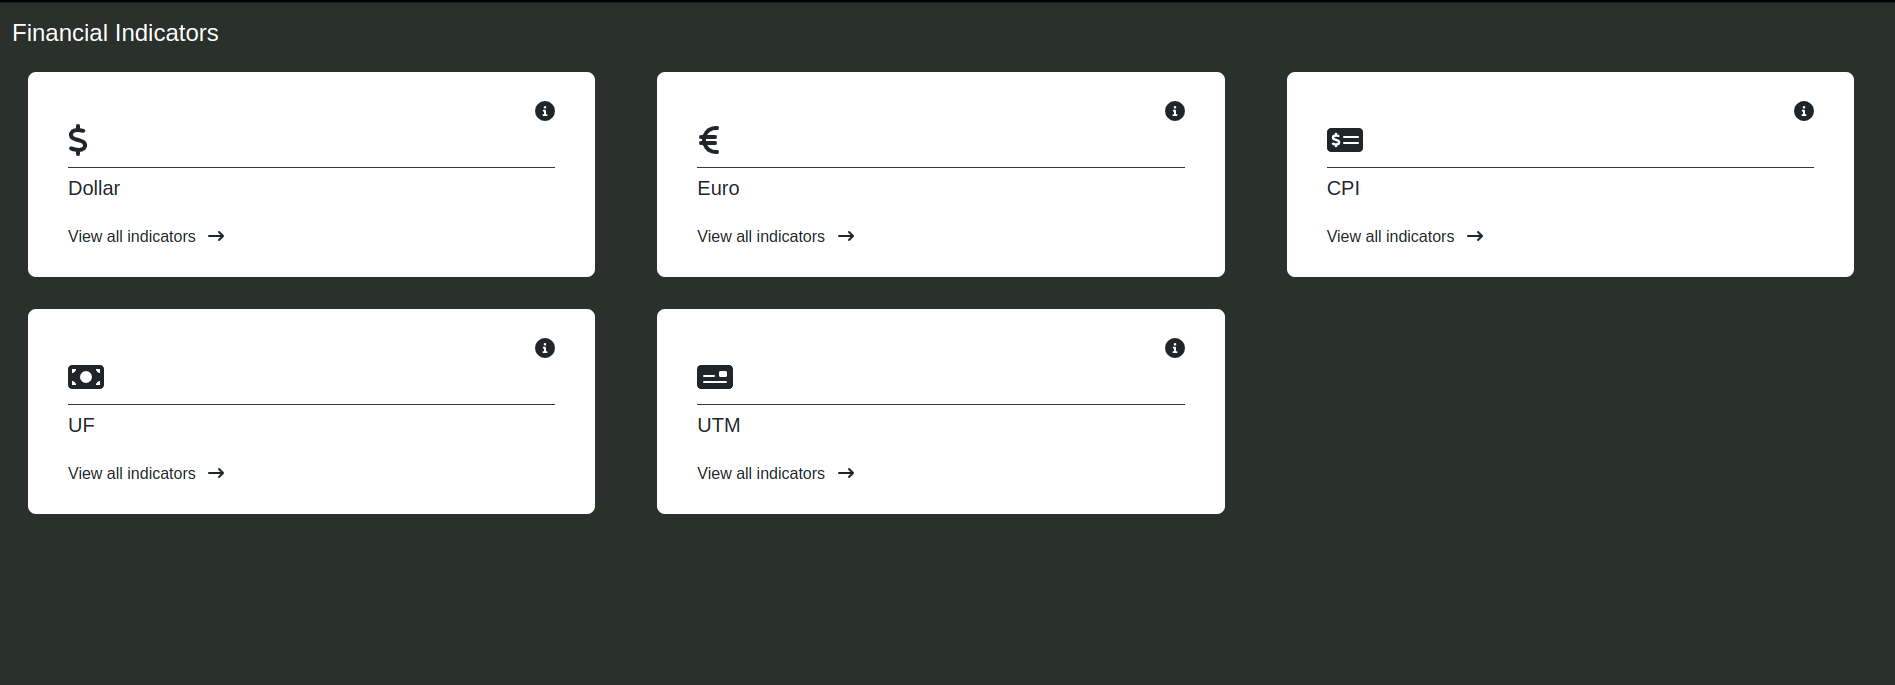 Financial Indicators
$
Dollar
View all indicators
€
Euro
View all indicators
$
CPI
View all indicators
UF
View all indicators
UTM
View all indicators